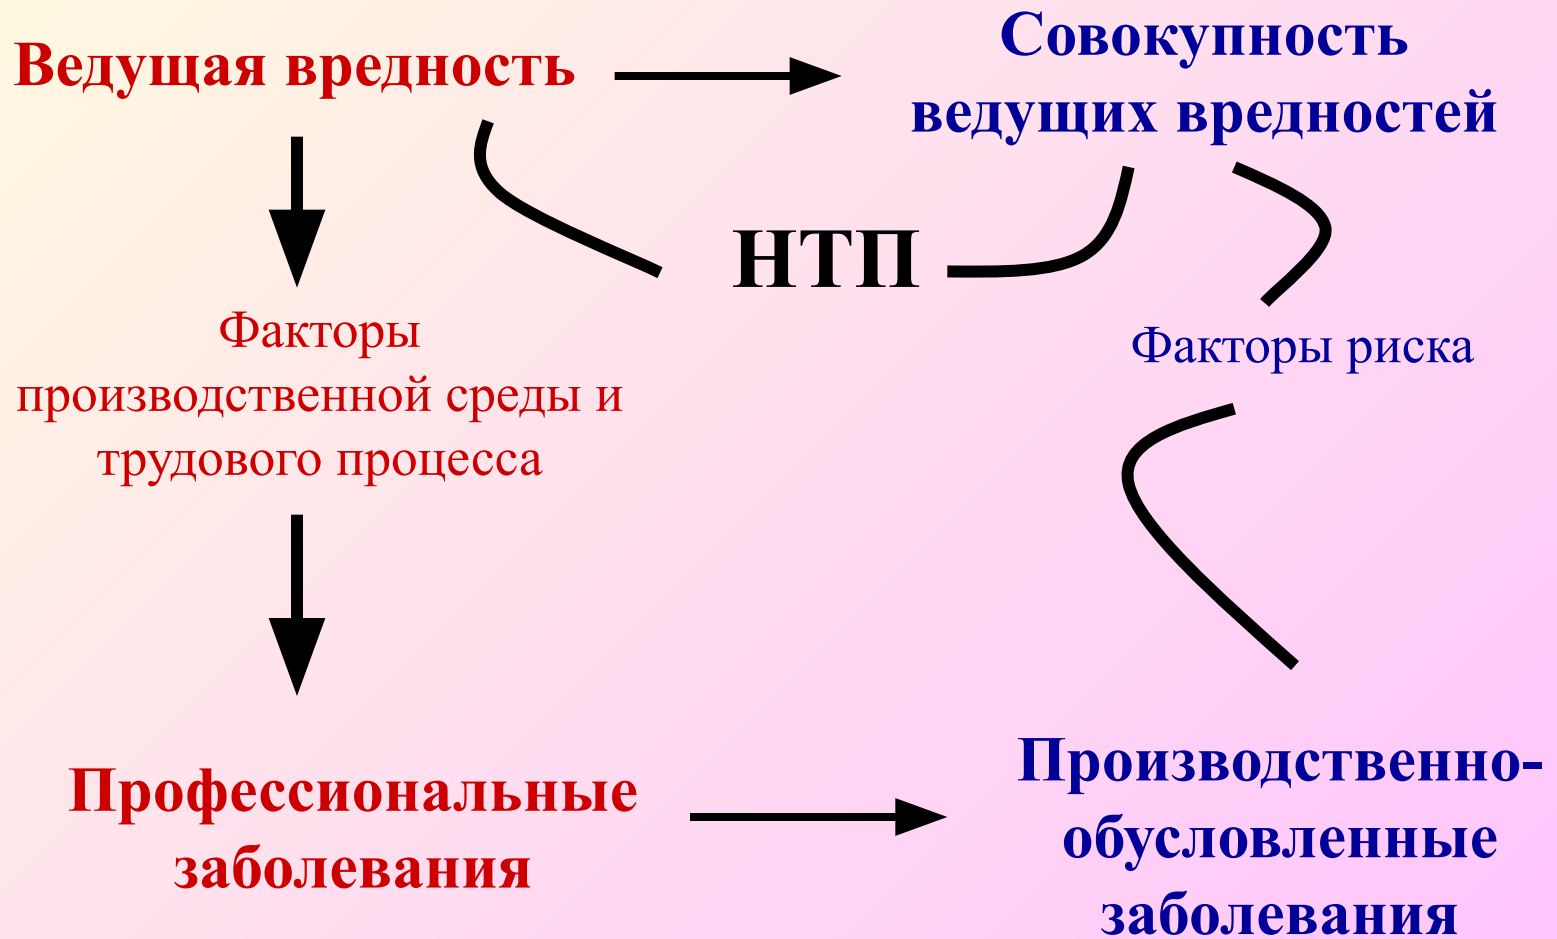 Ведущая вредность
Совокупность
ведущих вредностей
НТП
Факторы
производственной среды и
трудового процесса
Факторы риска
Профессиональные
заболевания
Производственно-
обусловленные
заболевания